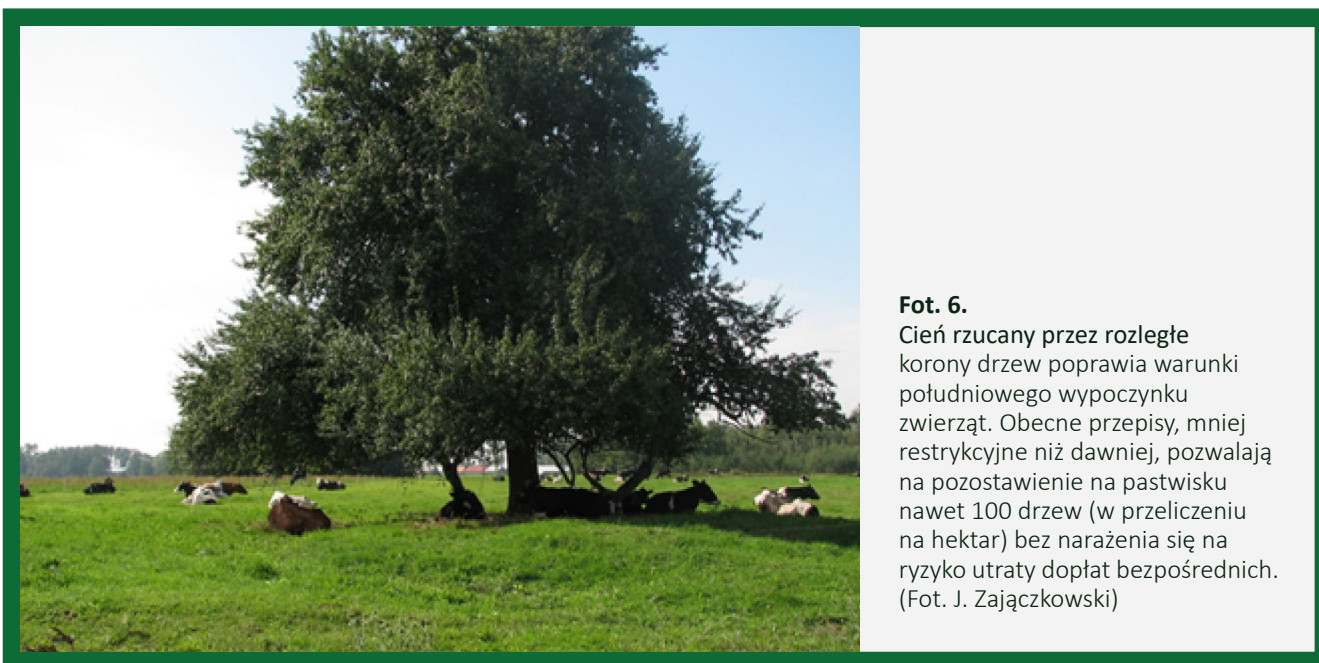 Fot. 6.
Cień rzucany przez rozległe
korony drzew poprawia warunki
południowego wypoczynku
zwierząt. Obecne przepisy, mniej
restrykcyjne niż dawniej, pozwalają
na pozostawienie na pastwisku
nawet 100 drzew (w przeliczeniu
na hektar) bez narażenia się na
ryzyko utraty dopłat bezpośrednich.
(Fot. J. Zajączkowski)